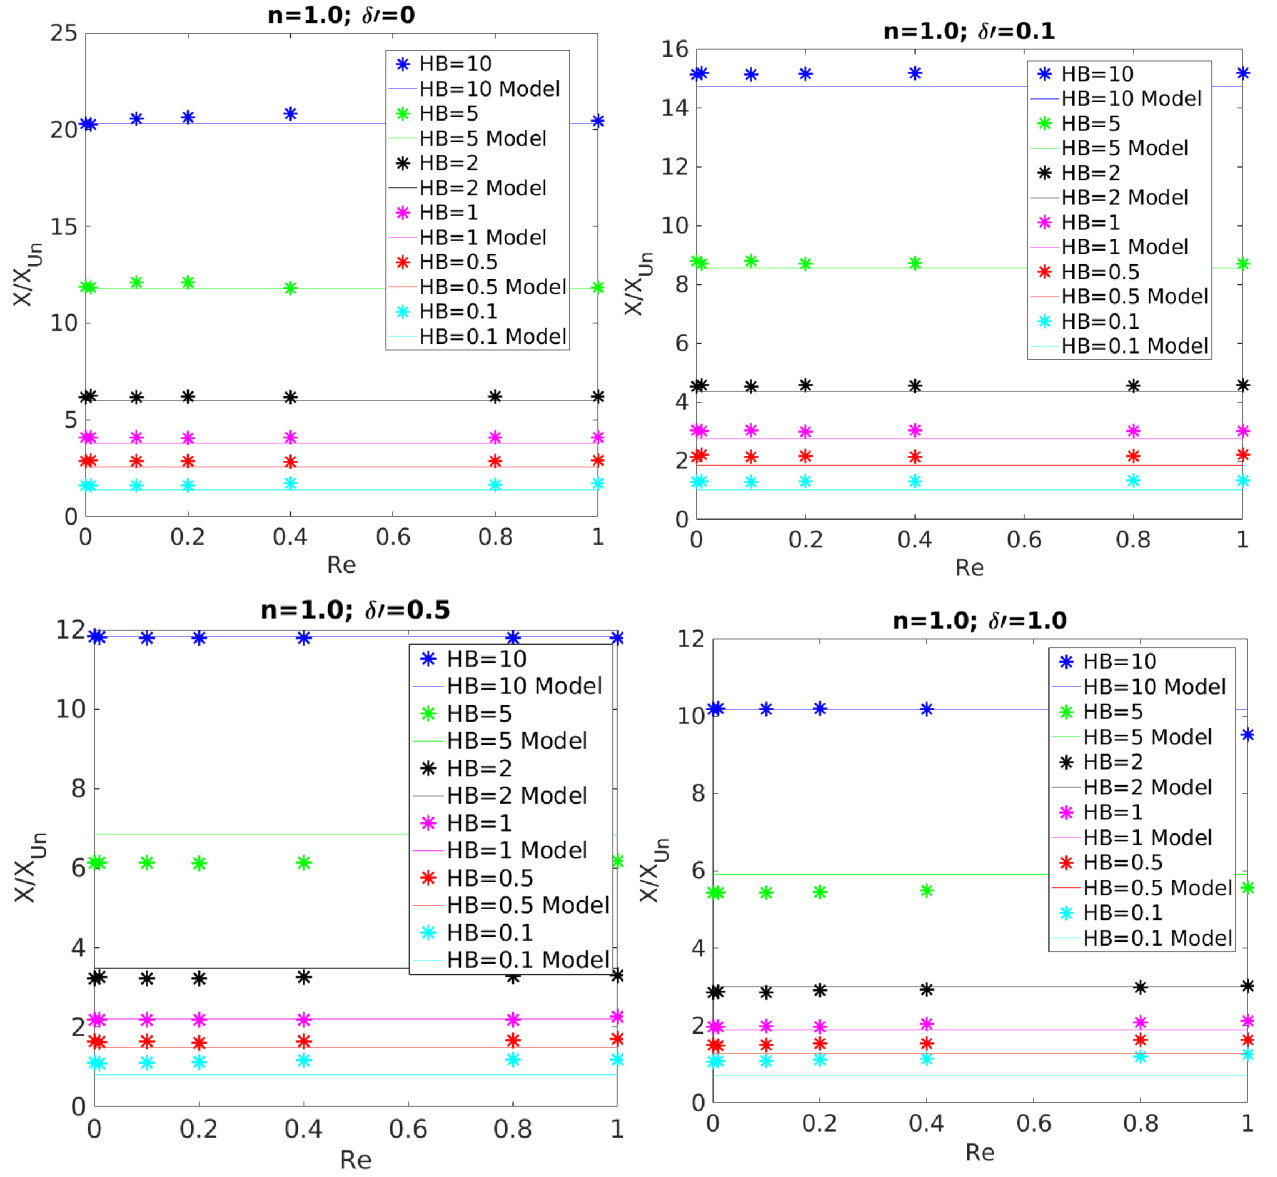 n=1.0; δ′=0
25
20
15
10
5
0
X/X_Un
HB=10
HB=10 Model
HB=5
HB=5 Model
HB=2
HB=2 Model
HB=1
HB=1 Model
HB=0.5
HB=0.5 Model
HB=0.1
HB=0.1 Model
0 0.2 0.4 0.6 0.8 1
Re
n=1.0; δ′=0.1
16
14
12
10
8
6
4
2
0
X/X_Un
HB=10
HB=10 Model
HB=5
HB=5 Model
HB=2
HB=2 Model
HB=1
HB=1 Model
HB=0.5
HB=0.5 Model
HB=0.1
HB=0.1 Model
0 0.2 0.4 0.6 0.8 1
Re
n=1.0; δ′=0.5
12
10
8
6
4
2
0
X/X_Un
HB=10
HB=10 Model
HB=5
HB=5 Model
HB=2
HB=2 Model
HB=1
HB=1 Model
HB=0.5
HB=0.5 Model
HB=0.1
HB=0.1 Model
0 0.2 0.4 0.6 0.8 1
Re
n=1.0; δ′=1.0
12
10
8
6
4
2
0
X/X_Un
HB=10
HB=10 Model
HB=5
HB=5 Model
HB=2
HB=2 Model
HB=1
HB=1 Model
HB=0.5
HB=0.5 Model
HB=0.1
HB=0.1 Model
0 0.2 0.4 0.6 0.8 1
Re